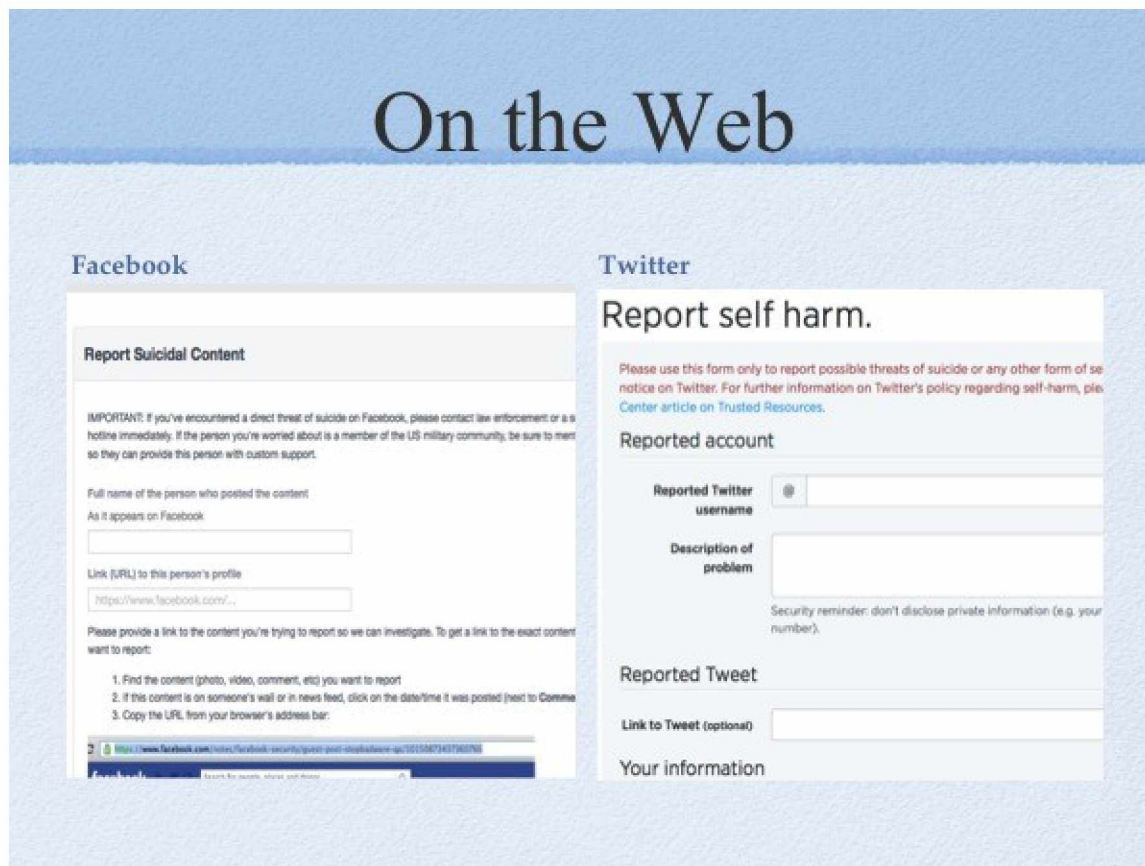 On the Web
Facebook
Report Suicidal Content
IMPORTANT: If you've encountered a direct threat of suicide on Facebook, please contact law enforcement or a s
hotline immediately. If the person you're worried about is a member of the US military community, be sure to ment
so they can provide this person with custom support.
Full name of the person who posted the content
As it appears on Facebook
Link (URL) to this person's profile
https://www.facebook.com/...
Please provide a link to the content you're trying to report so we can investigate. To get a link to the exact content
want to report:
1. Find the content (photo, video, comment, etc) you want to report
2. If this content is on someone's wall or in news feed, click on the date/time it was posted (next to Comme
3. Copy the URL from your browser's address bar:
Search for people, places and things
Twitter
Report self harm.
Please use this form only to report possible threats of suicide or any other form of se
notice on Twitter. For further information on Twitter's policy regarding self-harm, plea
Center article on Trusted Resources.
Reported account
Reported Twitter
username
@
Description of
problem
Security reminder: don't disclose private information (e.g. your
number).
Reported Tweet
Link to Tweet (optional)
Your information